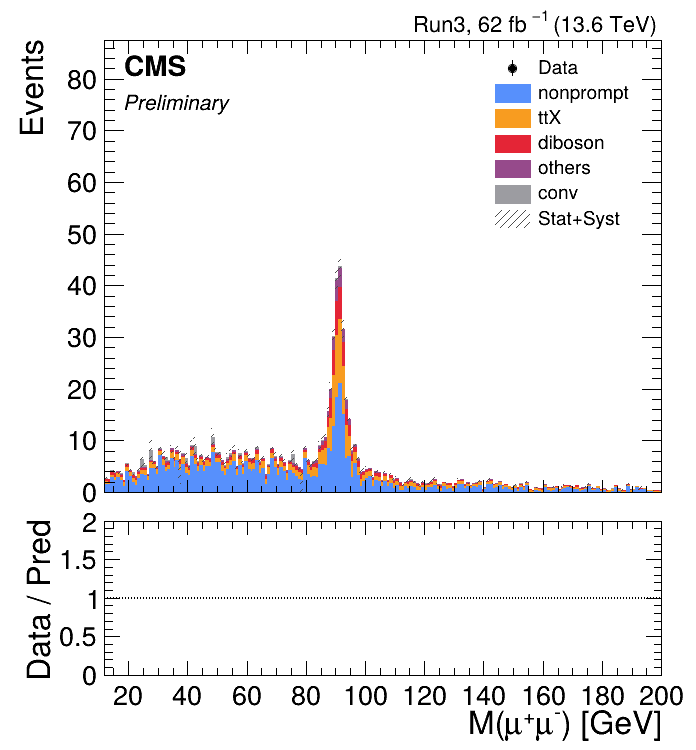 Run3, 62 fb⁻¹ (13.6 TeV)
CMS
Preliminary
Data
nonprompt
ttX
diboson
others
conv
Stat+Syst
Events
80
70
60
50
40
30
20
10
0
Data / Pred
2
1.5
1
0.5
0
20 40 60 80 100 120 140 160 180 200
M(μ⁺μ⁻) [GeV]